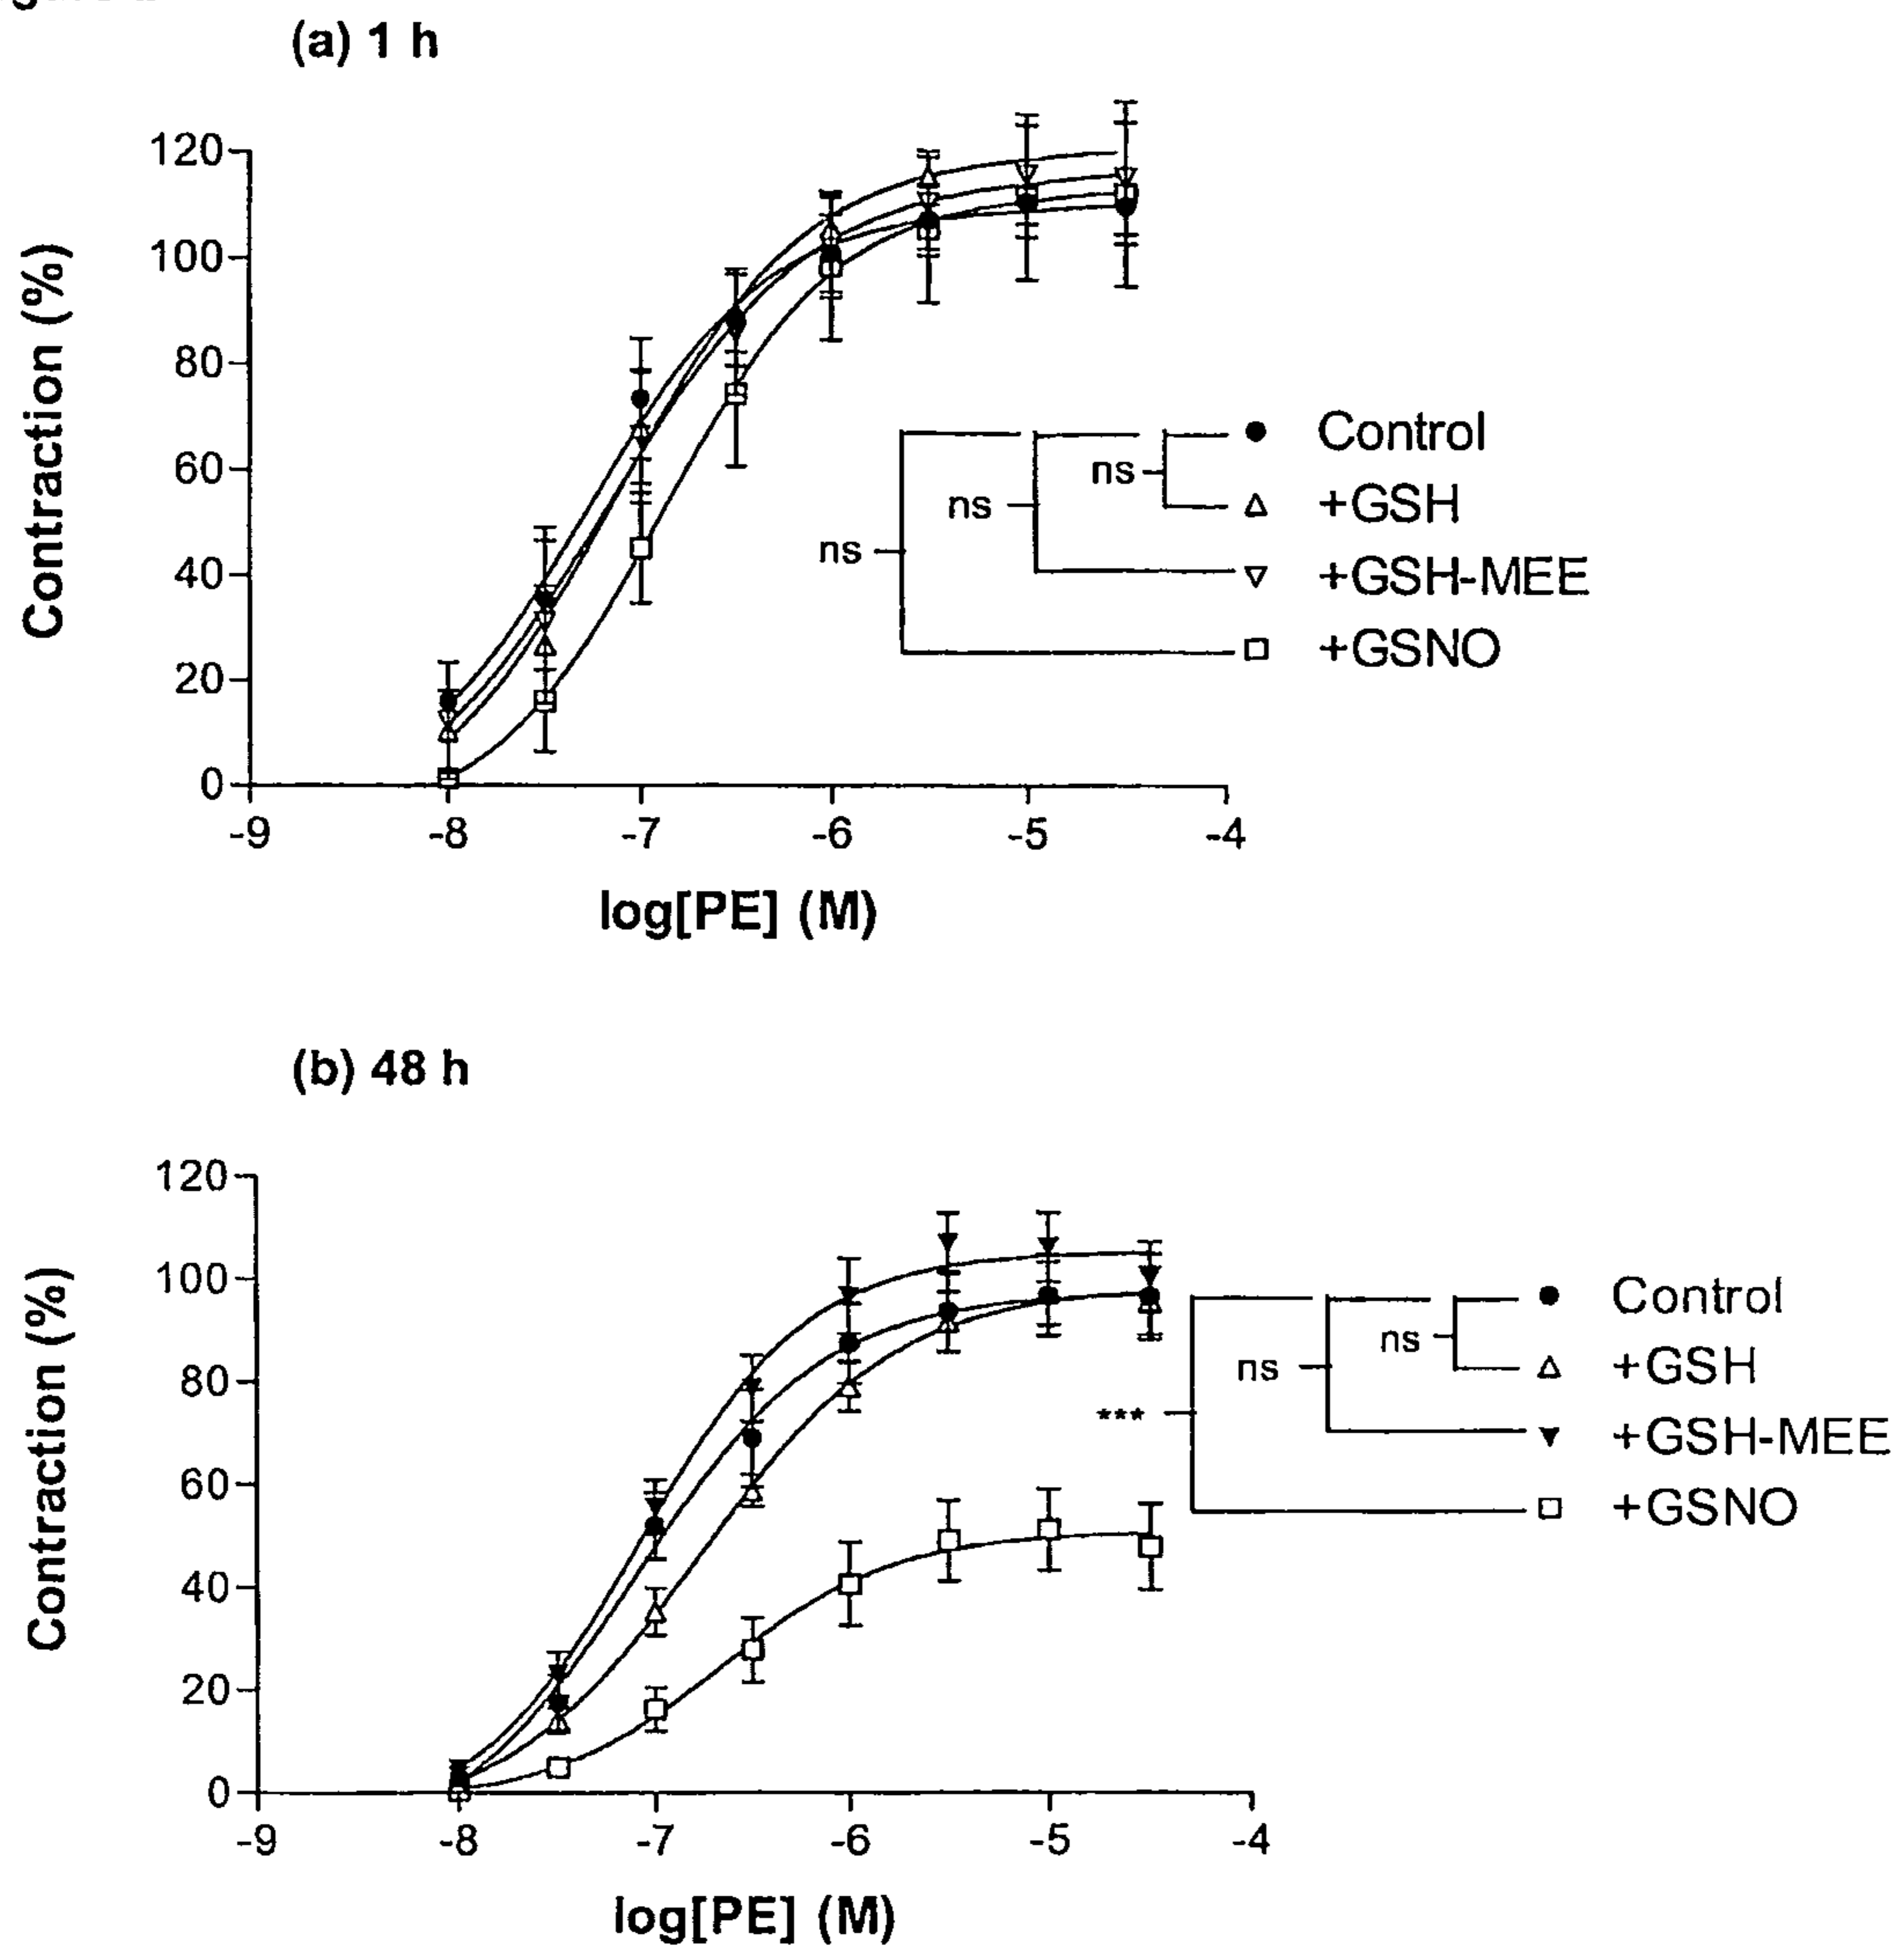 (a) 1 h
120
100
80
60
40
20
0
Contraction (%)
-9 -8 -7 -6 -5 -4
log[PE] (M)
ns
ns
ns
Control
+GSH
+GSH-MEE
+GSNO
(b) 48 h
120
100
80
60
40
20
0
Contraction (%)
-9 -8 -7 -6 -5 -4
log[PE] (M)
ns
ns
***
Control
+GSH
+GSH-MEE
+GSNO